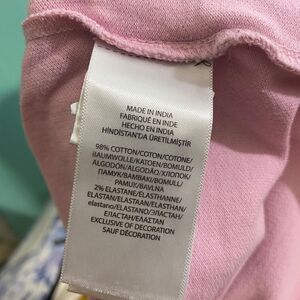 MADE IN INDIA
FABRIQUÉ EN INDE
HECHO EN INDIA
HİNDİSTAN'DA ÜRETİLMİŞTİR
98% COTTON/COTON/COTONE/
BAUMWOLLE/KATOEN/BOMULD/
ALGODÓN/ALGODÃO/ХЛОПОК/
ПАМУК/ΒΑΜΒΑΚΙ/BOMULL/
PAMUK/BAVLNA
2% ELASTANE/ÉLASTHANNE/
ELASTAN/ELASTAAN/ELASTHAN/
elastano/ELASTANO/ЭЛАСТАН/
ЕЛАСТАН/ΕΛΑΣΤΑΝ
EXCLUSIVE OF DECORATION
SAUF DÉCORATION